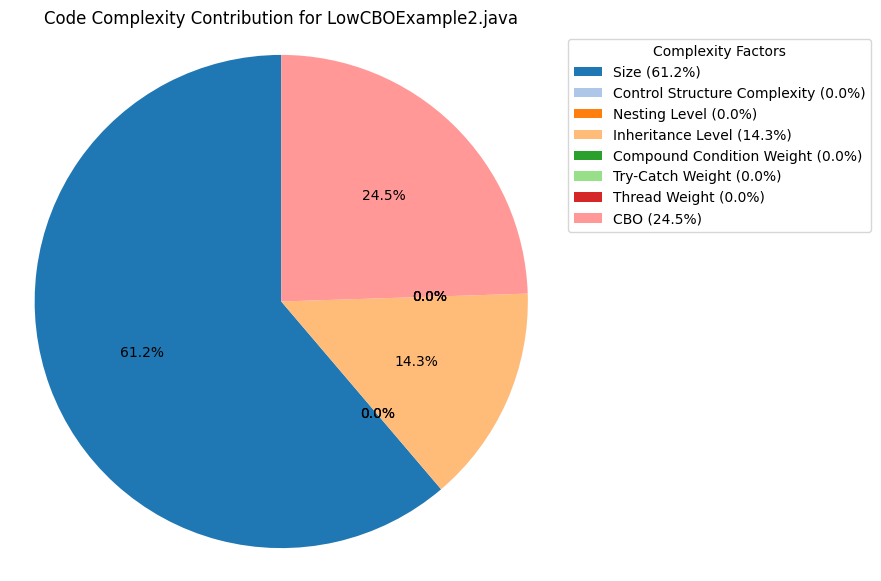 Code Complexity Contribution for LowCBOExample2.java
Complexity Factors
Size (61.2%)
Control Structure Complexity (0.0%)
Nesting Level (0.0%)
Inheritance Level (14.3%)
Compound Condition Weight (0.0%)
Try-Catch Weight (0.0%)
Thread Weight (0.0%)
CBO (24.5%)
24.5%
0.0%
61.2%
14.3%
0.0%